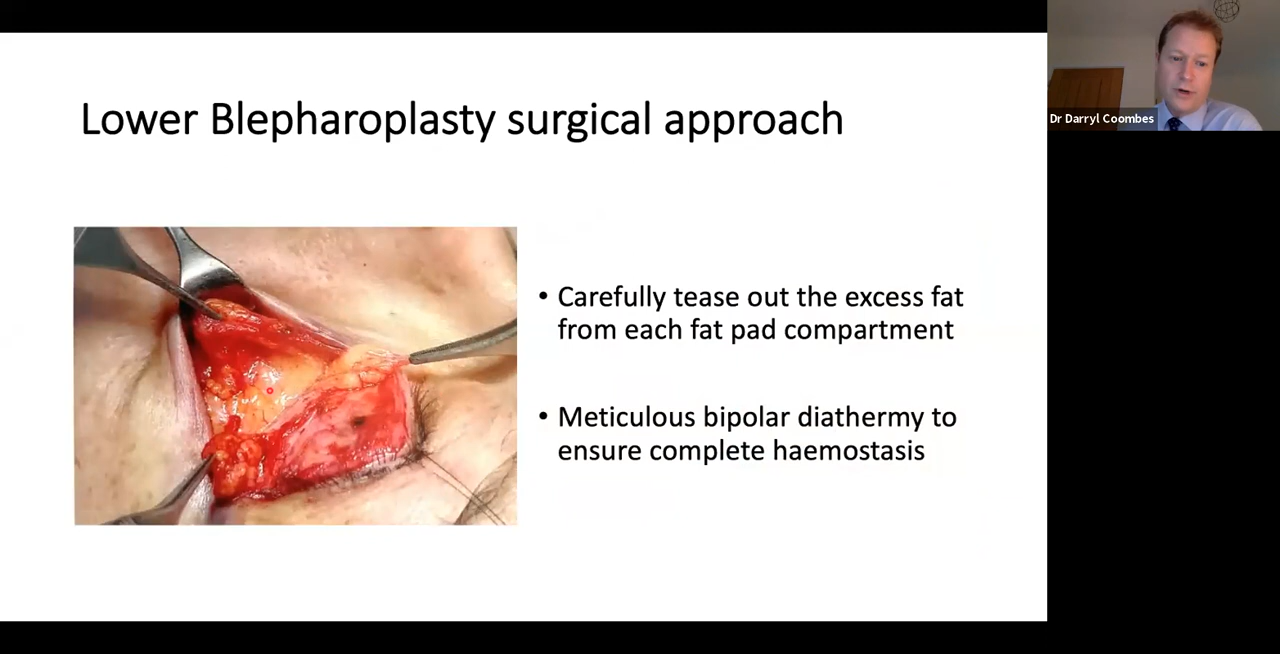 Lower Blepharoplasty surgical approach
Dr Darryl Coombes
• Carefully tease out the excess fat
from each fat pad compartment
• Meticulous bipolar diathermy to
ensure complete haemostasis